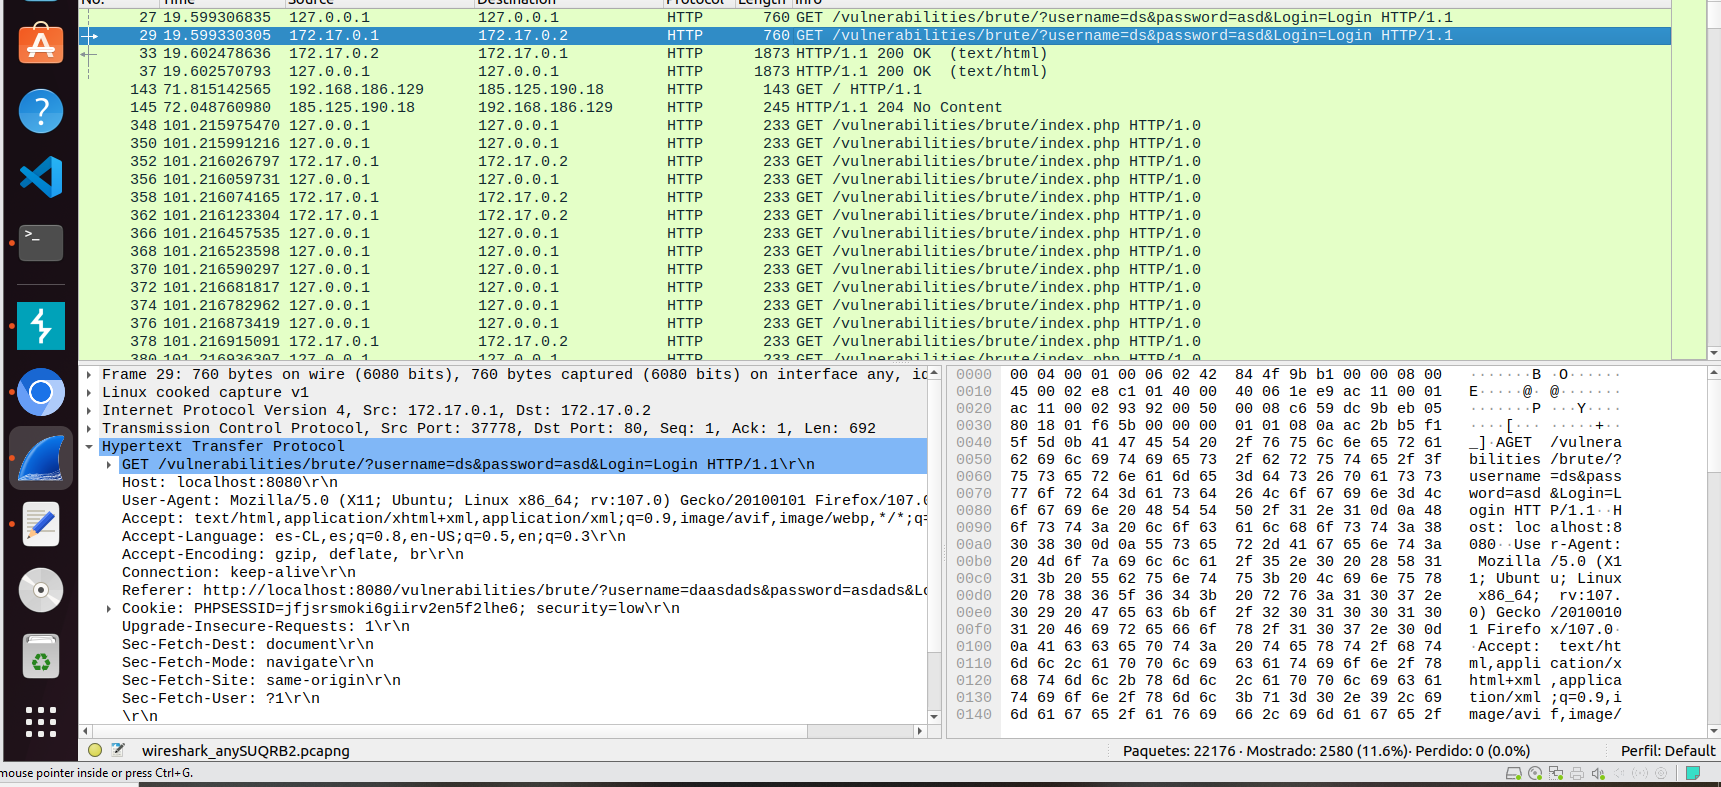 No. Time Source Destination Protocol Length Info
27 19.599306835 127.0.0.1 127.0.0.1 HTTP 760 GET /vulnerabilities/brute/?username=ds&password=asd&Login=Login HTTP/1.1
29 19.599330305 172.17.0.1 172.17.0.2 HTTP 760 GET /vulnerabilities/brute/?username=ds&password=asd&Login=Login HTTP/1.1
33 19.602478636 172.17.0.2 172.17.0.1 HTTP 1873 HTTP/1.1 200 OK (text/html)
37 19.602570793 127.0.0.1 127.0.0.1 HTTP 1873 HTTP/1.1 200 OK (text/html)
143 71.815142565 192.168.186.129 185.125.190.18 HTTP 143 GET / HTTP/1.1
145 72.048760980 185.125.190.18 192.168.186.129 HTTP 245 HTTP/1.1 204 No Content
348 101.215975470 127.0.0.1 127.0.0.1 HTTP 233 GET /vulnerabilities/brute/index.php HTTP/1.0
350 101.215991216 127.0.0.1 127.0.0.1 HTTP 233 GET /vulnerabilities/brute/index.php HTTP/1.0
352 101.216026797 172.17.0.1 172.17.0.2 HTTP 233 GET /vulnerabilities/brute/index.php HTTP/1.0
356 101.216059731 127.0.0.1 127.0.0.1 HTTP 233 GET /vulnerabilities/brute/index.php HTTP/1.0
358 101.216074165 172.17.0.1 172.17.0.2 HTTP 233 GET /vulnerabilities/brute/index.php HTTP/1.0
362 101.216123304 172.17.0.1 172.17.0.2 HTTP 233 GET /vulnerabilities/brute/index.php HTTP/1.0
366 101.216457535 127.0.0.1 127.0.0.1 HTTP 233 GET /vulnerabilities/brute/index.php HTTP/1.0
368 101.216523598 127.0.0.1 127.0.0.1 HTTP 233 GET /vulnerabilities/brute/index.php HTTP/1.0
370 101.216590297 127.0.0.1 127.0.0.1 HTTP 233 GET /vulnerabilities/brute/index.php HTTP/1.0
372 101.216681817 127.0.0.1 127.0.0.1 HTTP 233 GET /vulnerabilities/brute/index.php HTTP/1.0
374 101.216782962 127.0.0.1 127.0.0.1 HTTP 233 GET /vulnerabilities/brute/index.php HTTP/1.0
376 101.216873419 127.0.0.1 127.0.0.1 HTTP 233 GET /vulnerabilities/brute/index.php HTTP/1.0
378 101.216915091 172.17.0.1 172.17.0.2 HTTP 233 GET /vulnerabilities/brute/index.php HTTP/1.0
380 101.216936307 127.0.0.1 127.0.0.1 HTTP 233 GET /vulnerabilities/brute/index.php HTTP/1.0
Frame 29: 760 bytes on wire (6080 bits), 760 bytes captured (6080 bits) on interface any, id
Linux cooked capture v1
Internet Protocol Version 4, Src: 172.17.0.1, Dst: 172.17.0.2
Transmission Control Protocol, Src Port: 37778, Dst Port: 80, Seq: 1, Ack: 1, Len: 692
Hypertext Transfer Protocol
GET /vulnerabilities/brute/?username=ds&password=asd&Login=Login HTTP/1.1\r\n
Host: localhost:8080\r\n
User-Agent: Mozilla/5.0 (X11; Ubuntu; Linux x86_64; rv:107.0) Gecko/20100101 Firefox/107.0
Accept: text/html,application/xhtml+xml,application/xml;q=0.9,image/avif,image/webp,*/*;q=
Accept-Language: es-CL,es;q=0.8,en-US;q=0.5,en;q=0.3\r\n
Accept-Encoding: gzip, deflate, br\r\n
Connection: keep-alive\r\n
Referer: http://localhost:8080/vulnerabilities/brute/?username=daasdads&password=asdads&Lo
Cookie: PHPSESSID=jfjsrsmoki6giirv2en5f2lhe6; security=low\r\n
Upgrade-Insecure-Requests: 1\r\n
Sec-Fetch-Dest: document\r\n
Sec-Fetch-Mode: navigate\r\n
Sec-Fetch-Site: same-origin\r\n
Sec-Fetch-User: ?1\r\n
\r\n
0000 00 04 00 01 00 06 02 42 84 4f 9b b1 00 00 08 00 ·······B ·O······
0010 45 00 02 e8 c1 01 40 00 40 06 1e e9 ac 11 00 01 E·····@· @·······
0020 ac 11 00 02 93 92 00 50 00 08 c6 59 dc 9b eb 05 ·······P ···Y····
0030 80 18 01 f6 5b 00 00 00 01 01 08 0a ac 2b b5 f1 ····[··· ·····+··
0040 5f 5d 0b 41 47 45 54 20 2f 76 75 6c 6e 65 72 61 _]·AGET /vulnera
0050 62 69 6c 69 74 69 65 73 2f 62 72 75 74 65 2f 3f bilities /brute/?
0060 75 73 65 72 6e 61 6d 65 3d 64 73 26 70 61 73 73 username =ds&pass
0070 77 6f 72 64 3d 61 73 64 26 4c 6f 67 69 6e 3d 4c word=asd &Login=L
0080 6f 67 69 6e 20 48 54 54 50 2f 31 2e 31 0d 0a 48 ogin HTT P/1.1··H
0090 6f 73 74 3a 20 6c 6f 63 61 6c 68 6f 73 74 3a 38 ost: loc alhost:8
00a0 30 38 30 0d 0a 55 73 65 72 2d 41 67 65 6e 74 3a 080··Use r-Agent:
00b0 20 4d 6f 7a 69 6c 6c 61 2f 35 2e 30 20 28 58 31 Mozilla /5.0 (X1
00c0 31 3b 20 55 62 75 6e 74 75 3b 20 4c 69 6e 75 78 1; Ubunt u; Linux
00d0 20 78 38 36 5f 36 34 3b 20 72 76 3a 31 30 37 2e x86_64; rv:107.
00e0 30 29 20 47 65 63 6b 6f 2f 32 30 31 30 30 31 30 0) Gecko /2010010
00f0 31 20 46 69 72 65 66 6f 78 2f 31 30 37 2e 30 0d 1 Firefo x/107.0·
0100 0a 41 63 63 65 70 74 3a 20 74 65 78 74 2f 68 74 ·Accept: text/ht
0110 6d 6c 2c 61 70 70 6c 69 63 61 74 69 6f 6e 2f 78 ml,appli cation/x
0120 68 74 6d 6c 2b 78 6d 6c 2c 61 70 70 6c 69 63 61 html+xml ,applica
0130 74 69 6f 6e 2f 78 6d 6c 3b 71 3d 30 2e 39 2c 69 tion/xml ;q=0.9,i
0140 6d 61 67 65 2f 61 76 69 66 2c 69 6d 61 67 65 2f mage/avi f,image/
wireshark_anySUQRB2.pcapng
Paquetes: 22176 · Mostrado: 2580 (11.6%)· Perdido: 0 (0.0%)
Perfil: Default
mouse pointer inside or press Ctrl+G.